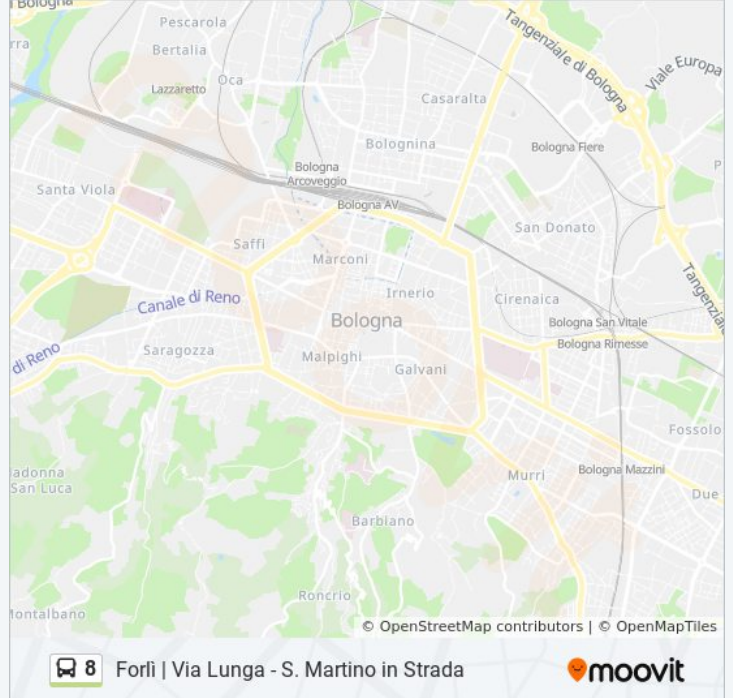 Bologna
Pescarola
Tangenziale di Bologna
Bertalia
Viale Europa
Oca
Lazzaretto
Casaralta
Bolognina
Bologna Fiere
Bologna
Arcoveggio
Santa Viola
Bologna AV
San Donato
Saffi
Marconi
Tangenziale
Irnerio
Cirenaica
Canale di Reno
Bologna
Bologna San Vitale
Bologna Rimesse
di Reno
Saragozza
Malpighi
Galvani
Fossolo
adonna
San Luca
Murri
Bologna Mazzini
Due
Barbiano
Roncrio
Montalbano
© OpenStreetMap contributors | © OpenMapTiles
8 Forlì | Via Lunga - S. Martino in Strada
moovit